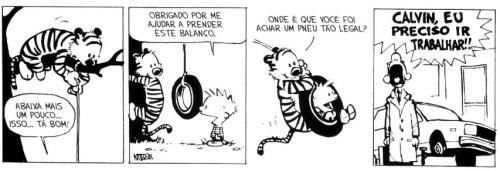 ABAIXA MAIS
UM POUCO...
ISSO... TÁ BOM!
OBRIGADO POR ME
AJUDAR A PRENDER
ESTE BALANÇO.
ONDE É QUE VOCÊ FOI
ACHAR UM PNEU TÃO LEGAL?
CALVIN, EU
PRECISO IR
TRABALHAR!!